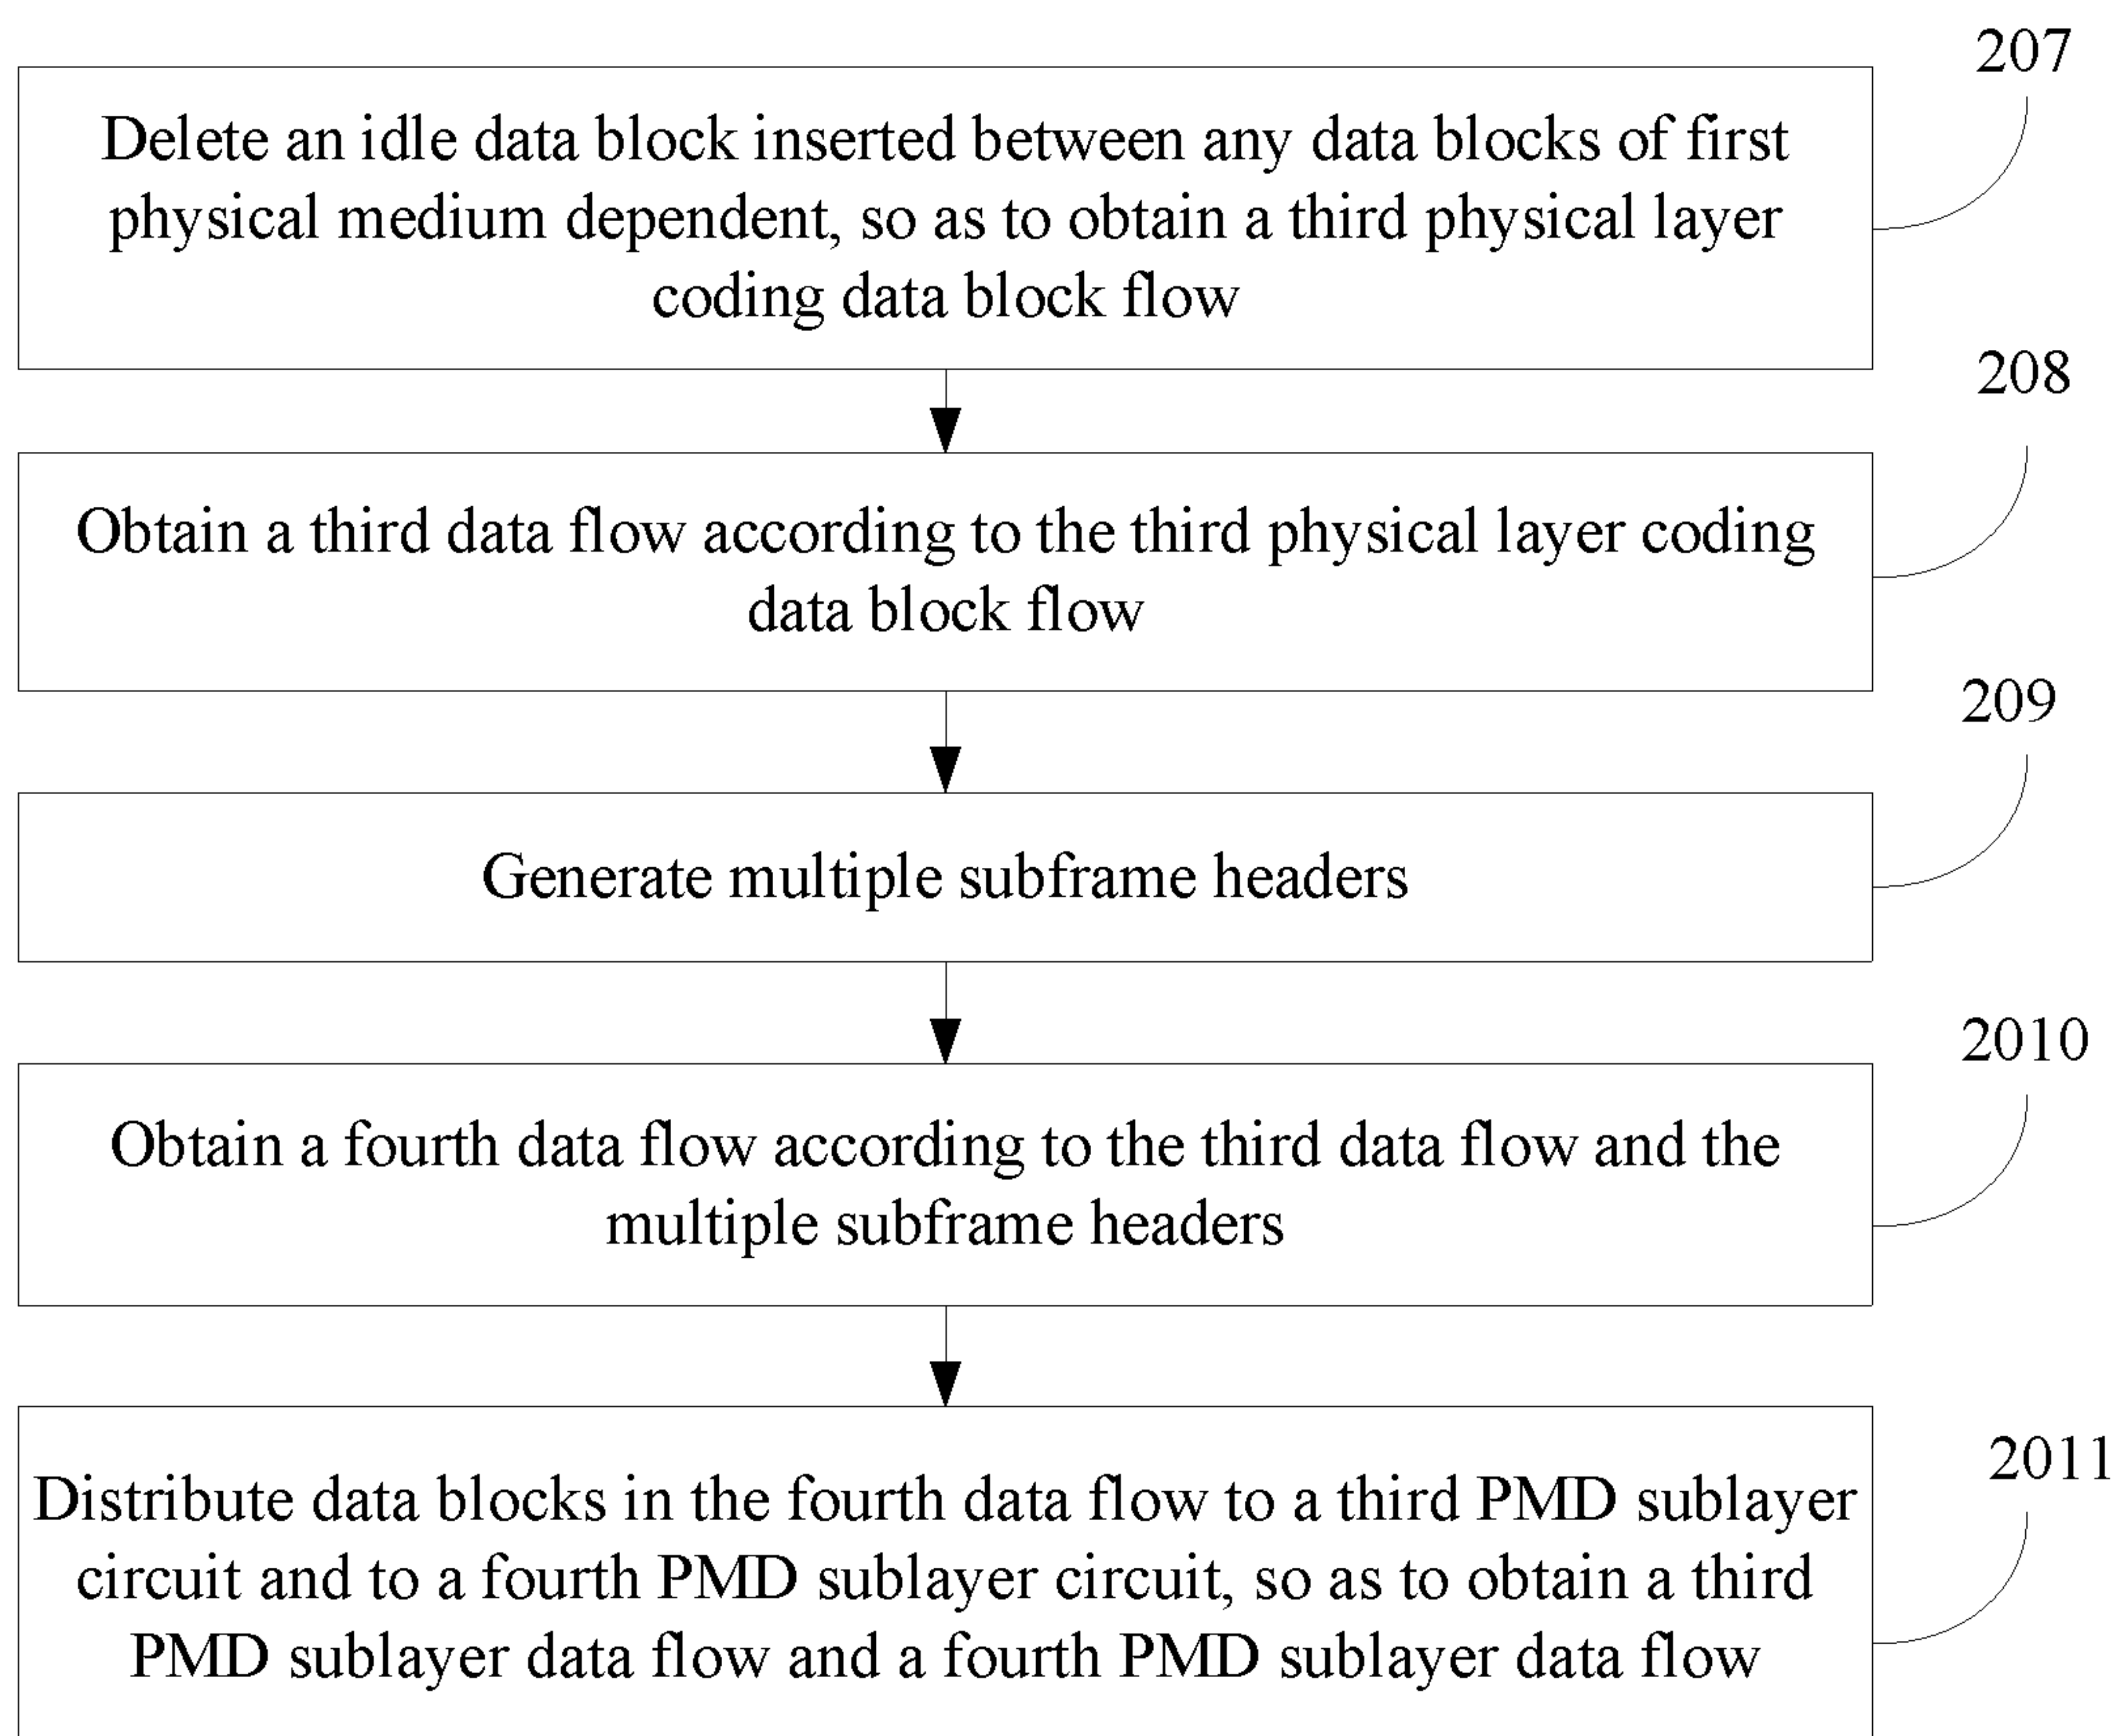 207
Delete an idle data block inserted between any data blocks of first
physical medium dependent, so as to obtain a third physical layer
coding data block flow
208
Obtain a third data flow according to the third physical layer coding
data block flow
209
Generate multiple subframe headers
2010
Obtain a fourth data flow according to the third data flow and the
multiple subframe headers
2011
Distribute data blocks in the fourth data flow to a third PMD sublayer
circuit and to a fourth PMD sublayer circuit, so as to obtain a third
PMD sublayer data flow and a fourth PMD sublayer data flow